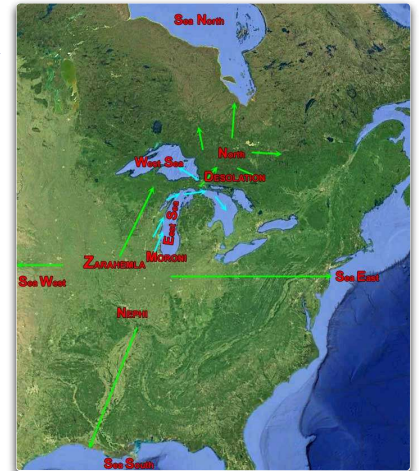 Sea North
West Sea
North
Desolation
East Sea
Zarahemla
Moroni
Sea West
Sea East
Nephi
Sea South